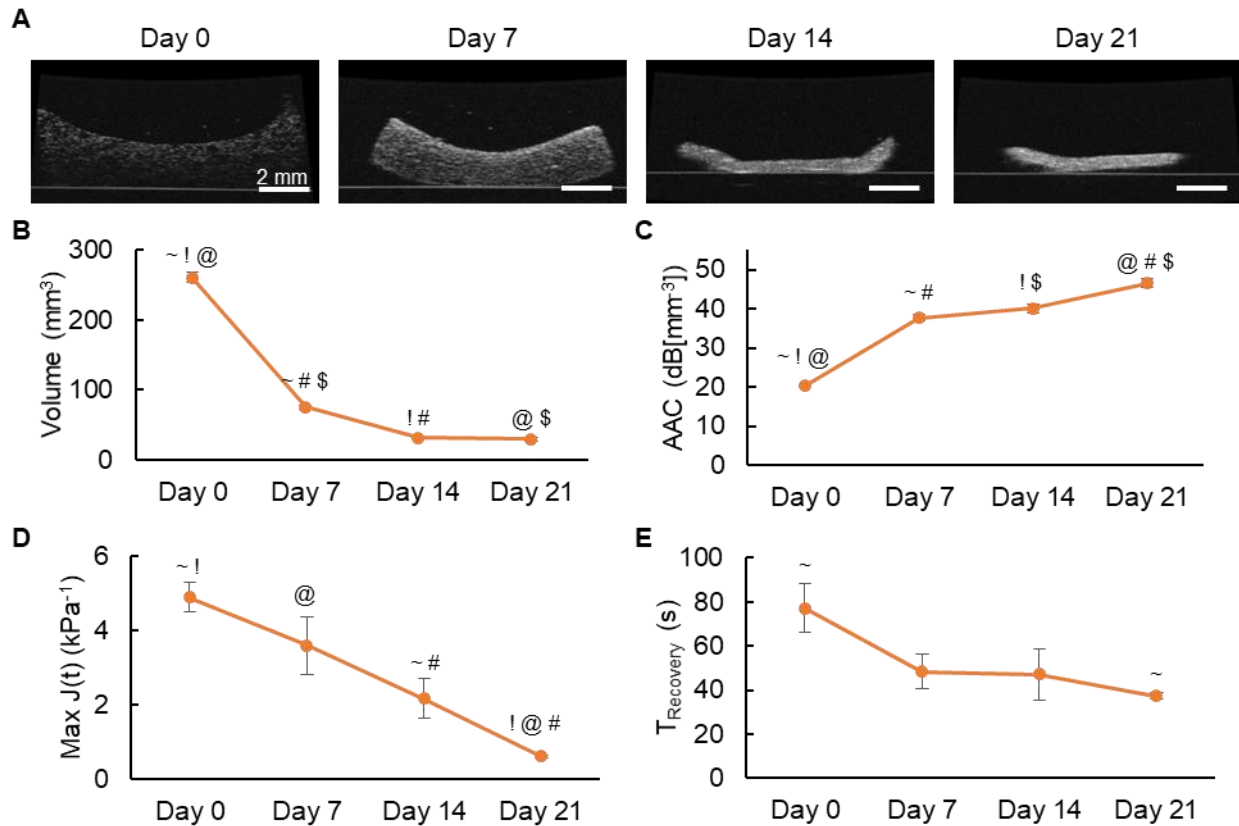 A
Day 0
Day 7
Day 14
Day 21
2 mm
B
Volume (mm³)
300
200
100
0
~ ! @
~ # $
! #
@ $
Day 0
Day 7
Day 14
Day 21
C
AAC (dB[mm⁻³])
50
40
30
20
10
0
~ ! @
~ #
! $
@ # $
Day 0
Day 7
Day 14
Day 21
D
Max J(t) (kPa⁻¹)
6
4
2
0
~ !
@
~ #
! @ #
Day 0
Day 7
Day 14
Day 21
E
T_Recovery (s)
100
80
60
40
20
0
~
~
Day 0
Day 7
Day 14
Day 21